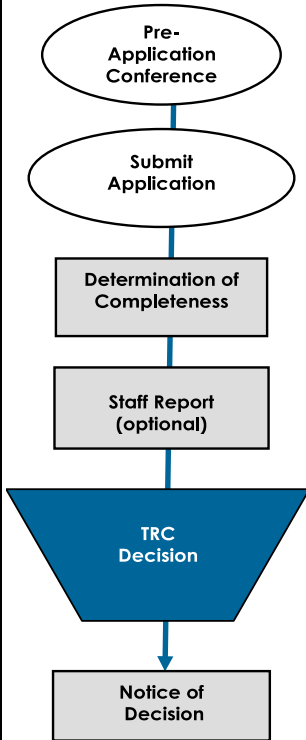 Pre-
Application
Conference
Submit
Application
Determination of
Completeness
Staff Report
(optional)
TRC
Decision
Notice of
Decision